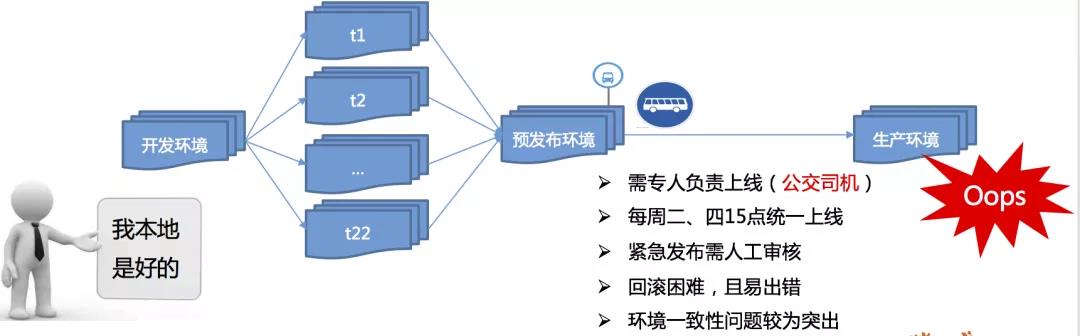 t1
t2
...
t22
开发环境
预发布环境
生产环境
我本地
是好的
Oops
需专人负责上线（公交司机）
每周二、四15点统一上线
紧急发布需人工审核
回滚困难，且易出错
环境一致性问题较为突出